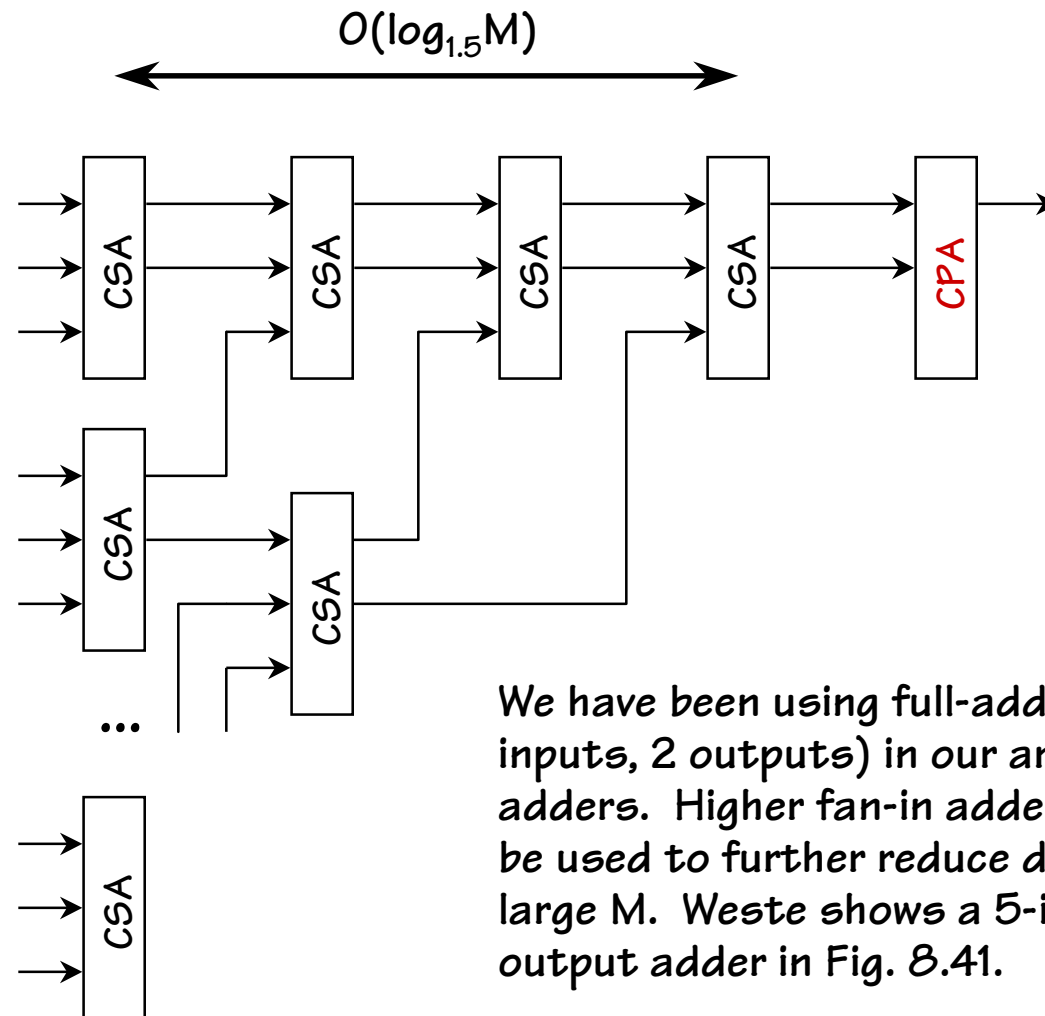 O(log₁.₅M)
CSA
CSA
CSA
CSA
CPA
CSA
CSA
...
CSA
We have been using full-add
inputs, 2 outputs) in our
adders. Higher fan-in adde
be used to further reduce
large M. Weste shows a
output adder in Fig. 8.41.